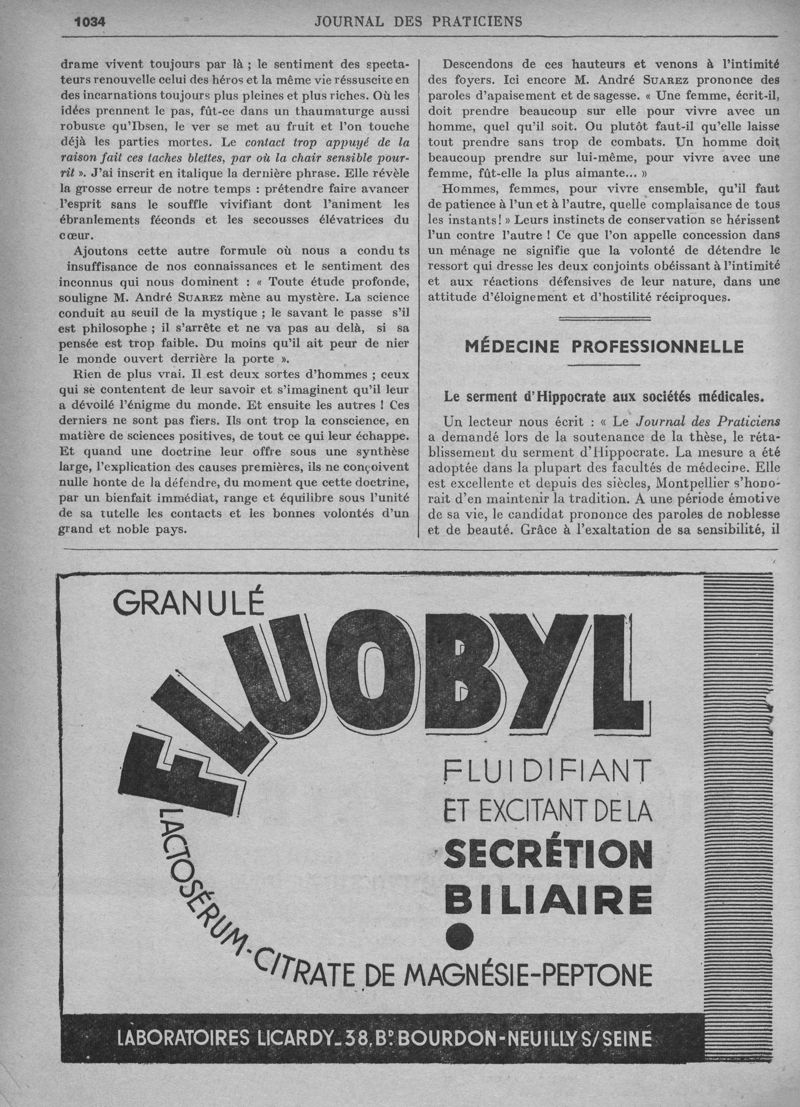 1034
JOURNAL DES PRATICIENS
drame vivent toujours par là ; le sentiment des specta-
teurs renouvelle celui des héros et la même vie réssuscite en
des incarnations toujours plus pleines et plus riches. Où les
idées prennent le pas, fût-ce dans un thaumaturge aussi
robuste qu'Ibsen, le ver se met au fruit et l'on touche
déjà les parties mortes. Le contact trop appuyé de la
raison fait ces taches blettes, par où la chair sensible pour-
rit ». J'ai inscrit en italique la dernière phrase. Elle révèle
la grosse erreur de notre temps : prétendre faire avancer
l'esprit sans le souffle vivifiant dont l'animent les
ébranlements féconds et les secousses élévatrices du
cœur.
Ajoutons cette autre formule où nous a condu ts
insuffisance de nos connaissances et le sentiment des
inconnus qui nous dominent : « Toute étude profonde,
souligne M. André SUAREZ mène au mystère. La science
conduit au seuil de la mystique ; le savant le passe s'il
est philosophe ; il s'arrête et ne va pas au delà, si sa
pensée est trop faible. Du moins qu'il ait peur de nier
le monde ouvert derrière la porte ».
Rien de plus vrai. Il est deux sortes d'hommes ; ceux
qui se contentent de leur savoir et s'imaginent qu'il leur
a dévoilé l'énigme du monde. Et ensuite les autres ! Ces
derniers ne sont pas fiers. Ils ont trop la conscience, en
matière de sciences positives, de tout ce qui leur échappe.
Et quand une doctrine leur offre sous une synthèse
large, l'explication des causes premières, ils ne conçoivent
nulle honte de la défendre, du moment que cette doctrine,
par un bienfait immédiat, range et équilibre sous l'unité
de sa tutelle les contacts et les bonnes volontés d'un
grand et noble pays.
Descendons de ces hauteurs et venons à l'intimité
des foyers. Ici encore M. André SUAREZ prononce des
paroles d'apaisement et de sagesse. « Une femme, écrit-il,
doit prendre beaucoup sur elle pour vivre avec un
homme, quel qu'il soit. Ou plutôt faut-il qu'elle laisse
tout prendre sans trop de combats. Un homme doit
beaucoup prendre sur lui-même, pour vivre avec une
femme, fût-elle la plus aimante... »
Hommes, femmes, pour vivre ensemble, qu'il faut
de patience à l'un et à l'autre, quelle complaisance de tous
les instants! » Leurs instincts de conservation se hérissent
l'un contre l'autre ! Ce que l'on appelle concession dans
un ménage ne signifie que la volonté de détendre le
ressort qui dresse les deux conjoints obéissant à l'intimité
et aux réactions défensives de leur nature, dans une
attitude d'éloignement et d'hostilité réciproques.
MÉDECINE PROFESSIONNELLE
Le serment d'Hippocrate aux sociétés médicales.
Un lecteur nous écrit : « Le Journal des Praticiens
a demandé lors de la soutenance de la thèse, le réta-
blissement du serment d'Hippocrate. La mesure a été
adoptée dans la plupart des facultés de médecine. Elle
est excellente et depuis des siècles, Montpellier s'hono-
rait d'en maintenir la tradition. A une période émotive
de sa vie, le candidat prononce des paroles de noblesse
et de beauté. Grâce à l'exaltation de sa sensibilité, il
GRANULÉ
FLUOBYL
FLUIDIFIANT
ET EXCITANT DE LA
SECRÉTION
BILIAIRE
LACTOSÉRUM-CITRATE DE MAGNÉSIE-PEPTONE
LABORATOIRES LICARDY_38, Bd BOURDON-NEUILLY S/SEINE